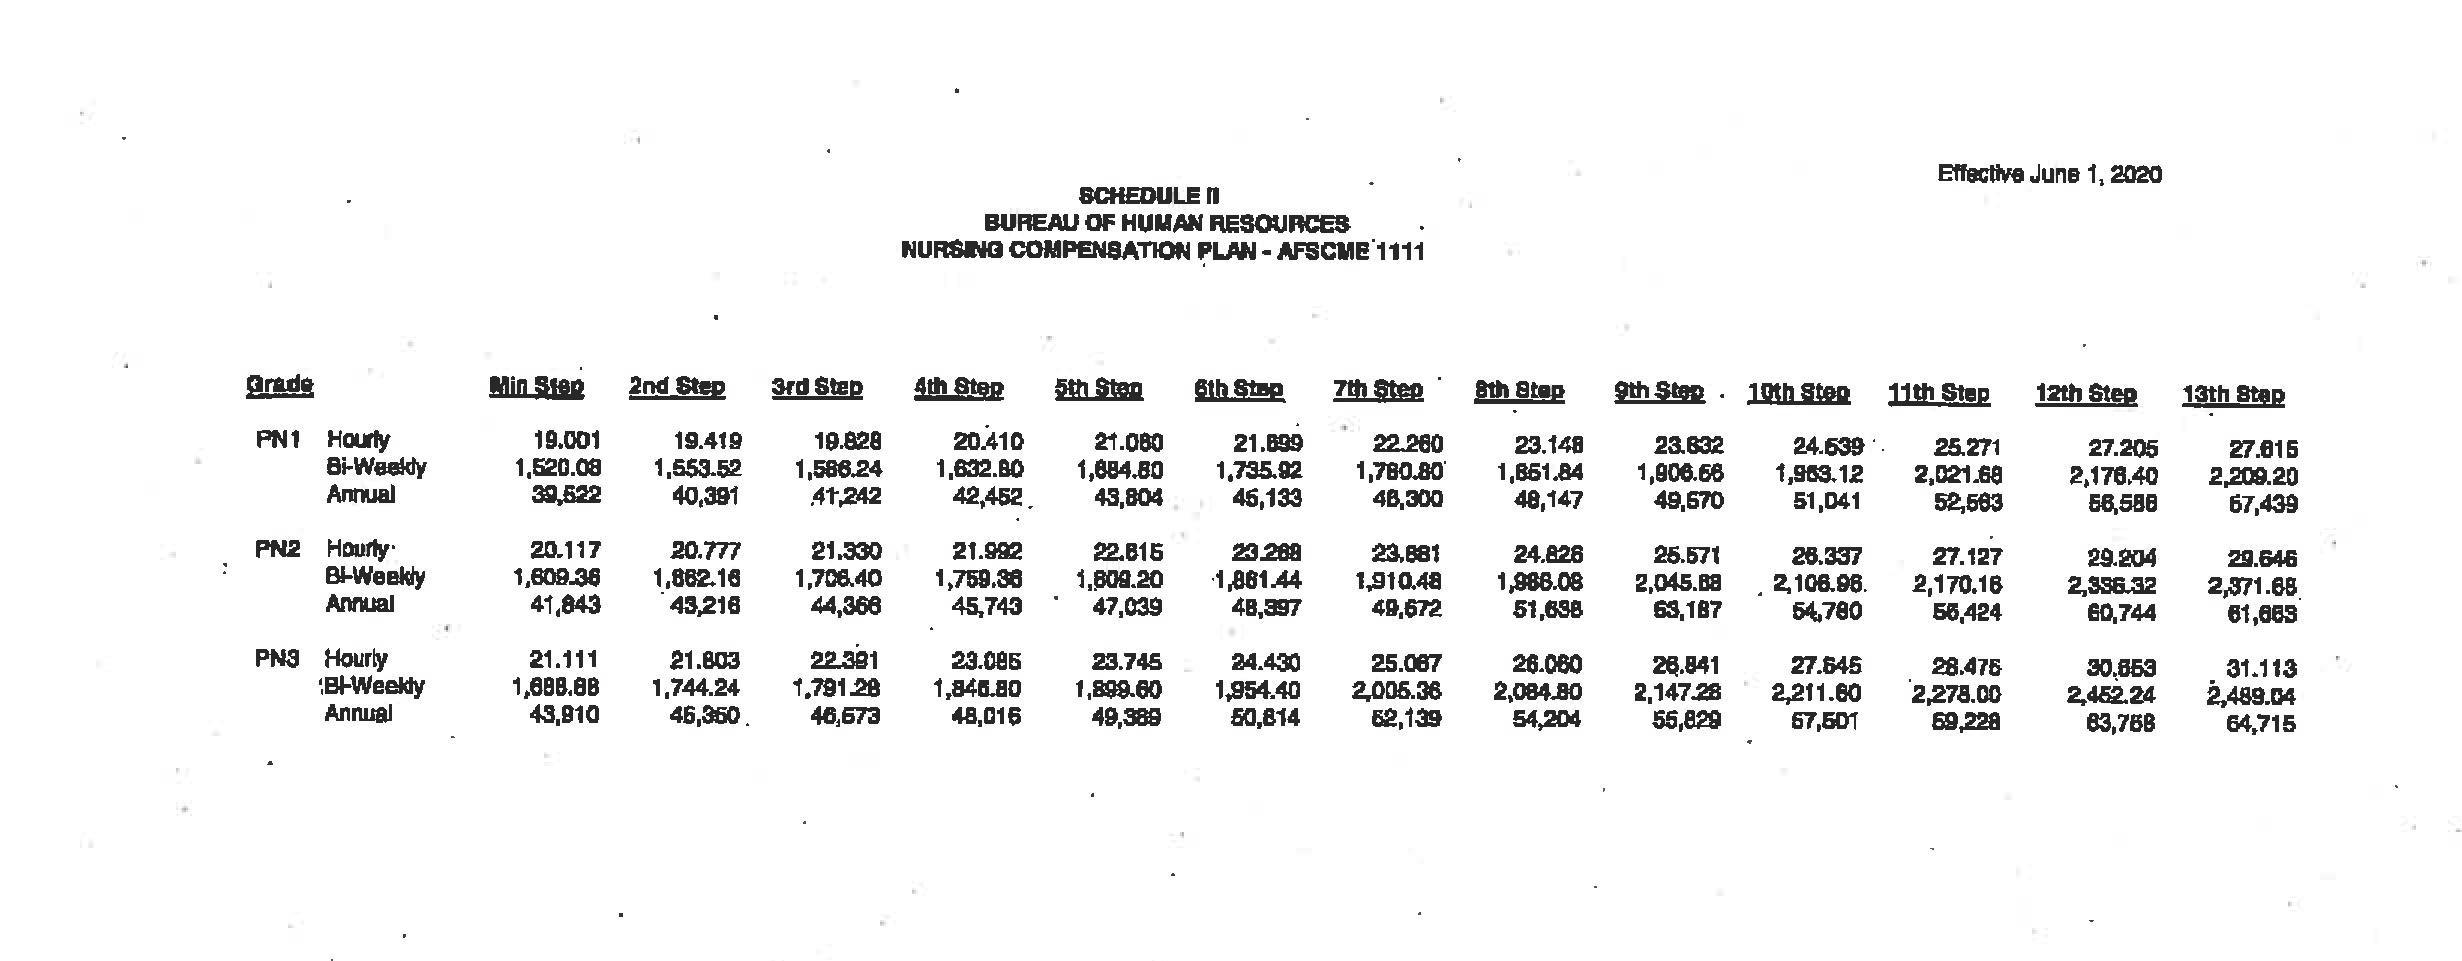 Effective June 1, 2020
SCHEDULE II
BUREAU OF HUMAN RESOURCES
NURSING COMPENSATION PLAN - AFSCME 1111
Grade Min Step 2nd Step 3rd Step 4th Step 5th Step 6th Step 7th Step 8th Step 9th Step 10th Step 11th Step 12th Step 13th Step
PN1 Hourly 19.001 19.419 19.828 20.410 21.060 21.699 22.260 23.148 23.832 24.539 25.271 27.205 27.615
Bi-Weekly 1,520.08 1,553.52 1,586.24 1,632.80 1,684.80 1,735.92 1,780.80 1,851.84 1,906.56 1,963.12 2,021.68 2,176.40 2,209.20
Annual 39,522 40,391 41,242 42,452 43,804 45,133 46,300 48,147 49,570 51,041 52,563 56,586 57,439
PN2 Hourly 20.117 20.777 21.330 21.992 22.615 23.268 23.881 24.826 25.571 26.337 27.127 29.204 29.646
Bi-Weekly 1,609.36 1,662.16 1,706.40 1,759.36 1,809.20 1,861.44 1,910.48 1,986.08 2,045.68 2,106.96 2,170.16 2,336.32 2,371.68
Annual 41,843 43,216 44,366 45,743 47,039 48,397 49,672 51,638 53,187 54,780 56,424 60,744 61,663
PN3 Hourly 21.111 21.803 22.391 23.085 23.745 24.430 25.067 26.060 26.841 27.645 28.475 30.653 31.113
Bi-Weekly 1,688.88 1,744.24 1,791.28 1,846.80 1,899.60 1,954.40 2,005.36 2,084.80 2,147.28 2,211.60 2,278.00 2,452.24 2,489.04
Annual 43,910 45,350 46,573 48,016 49,389 50,814 52,139 54,204 55,829 57,501 59,228 63,758 64,715